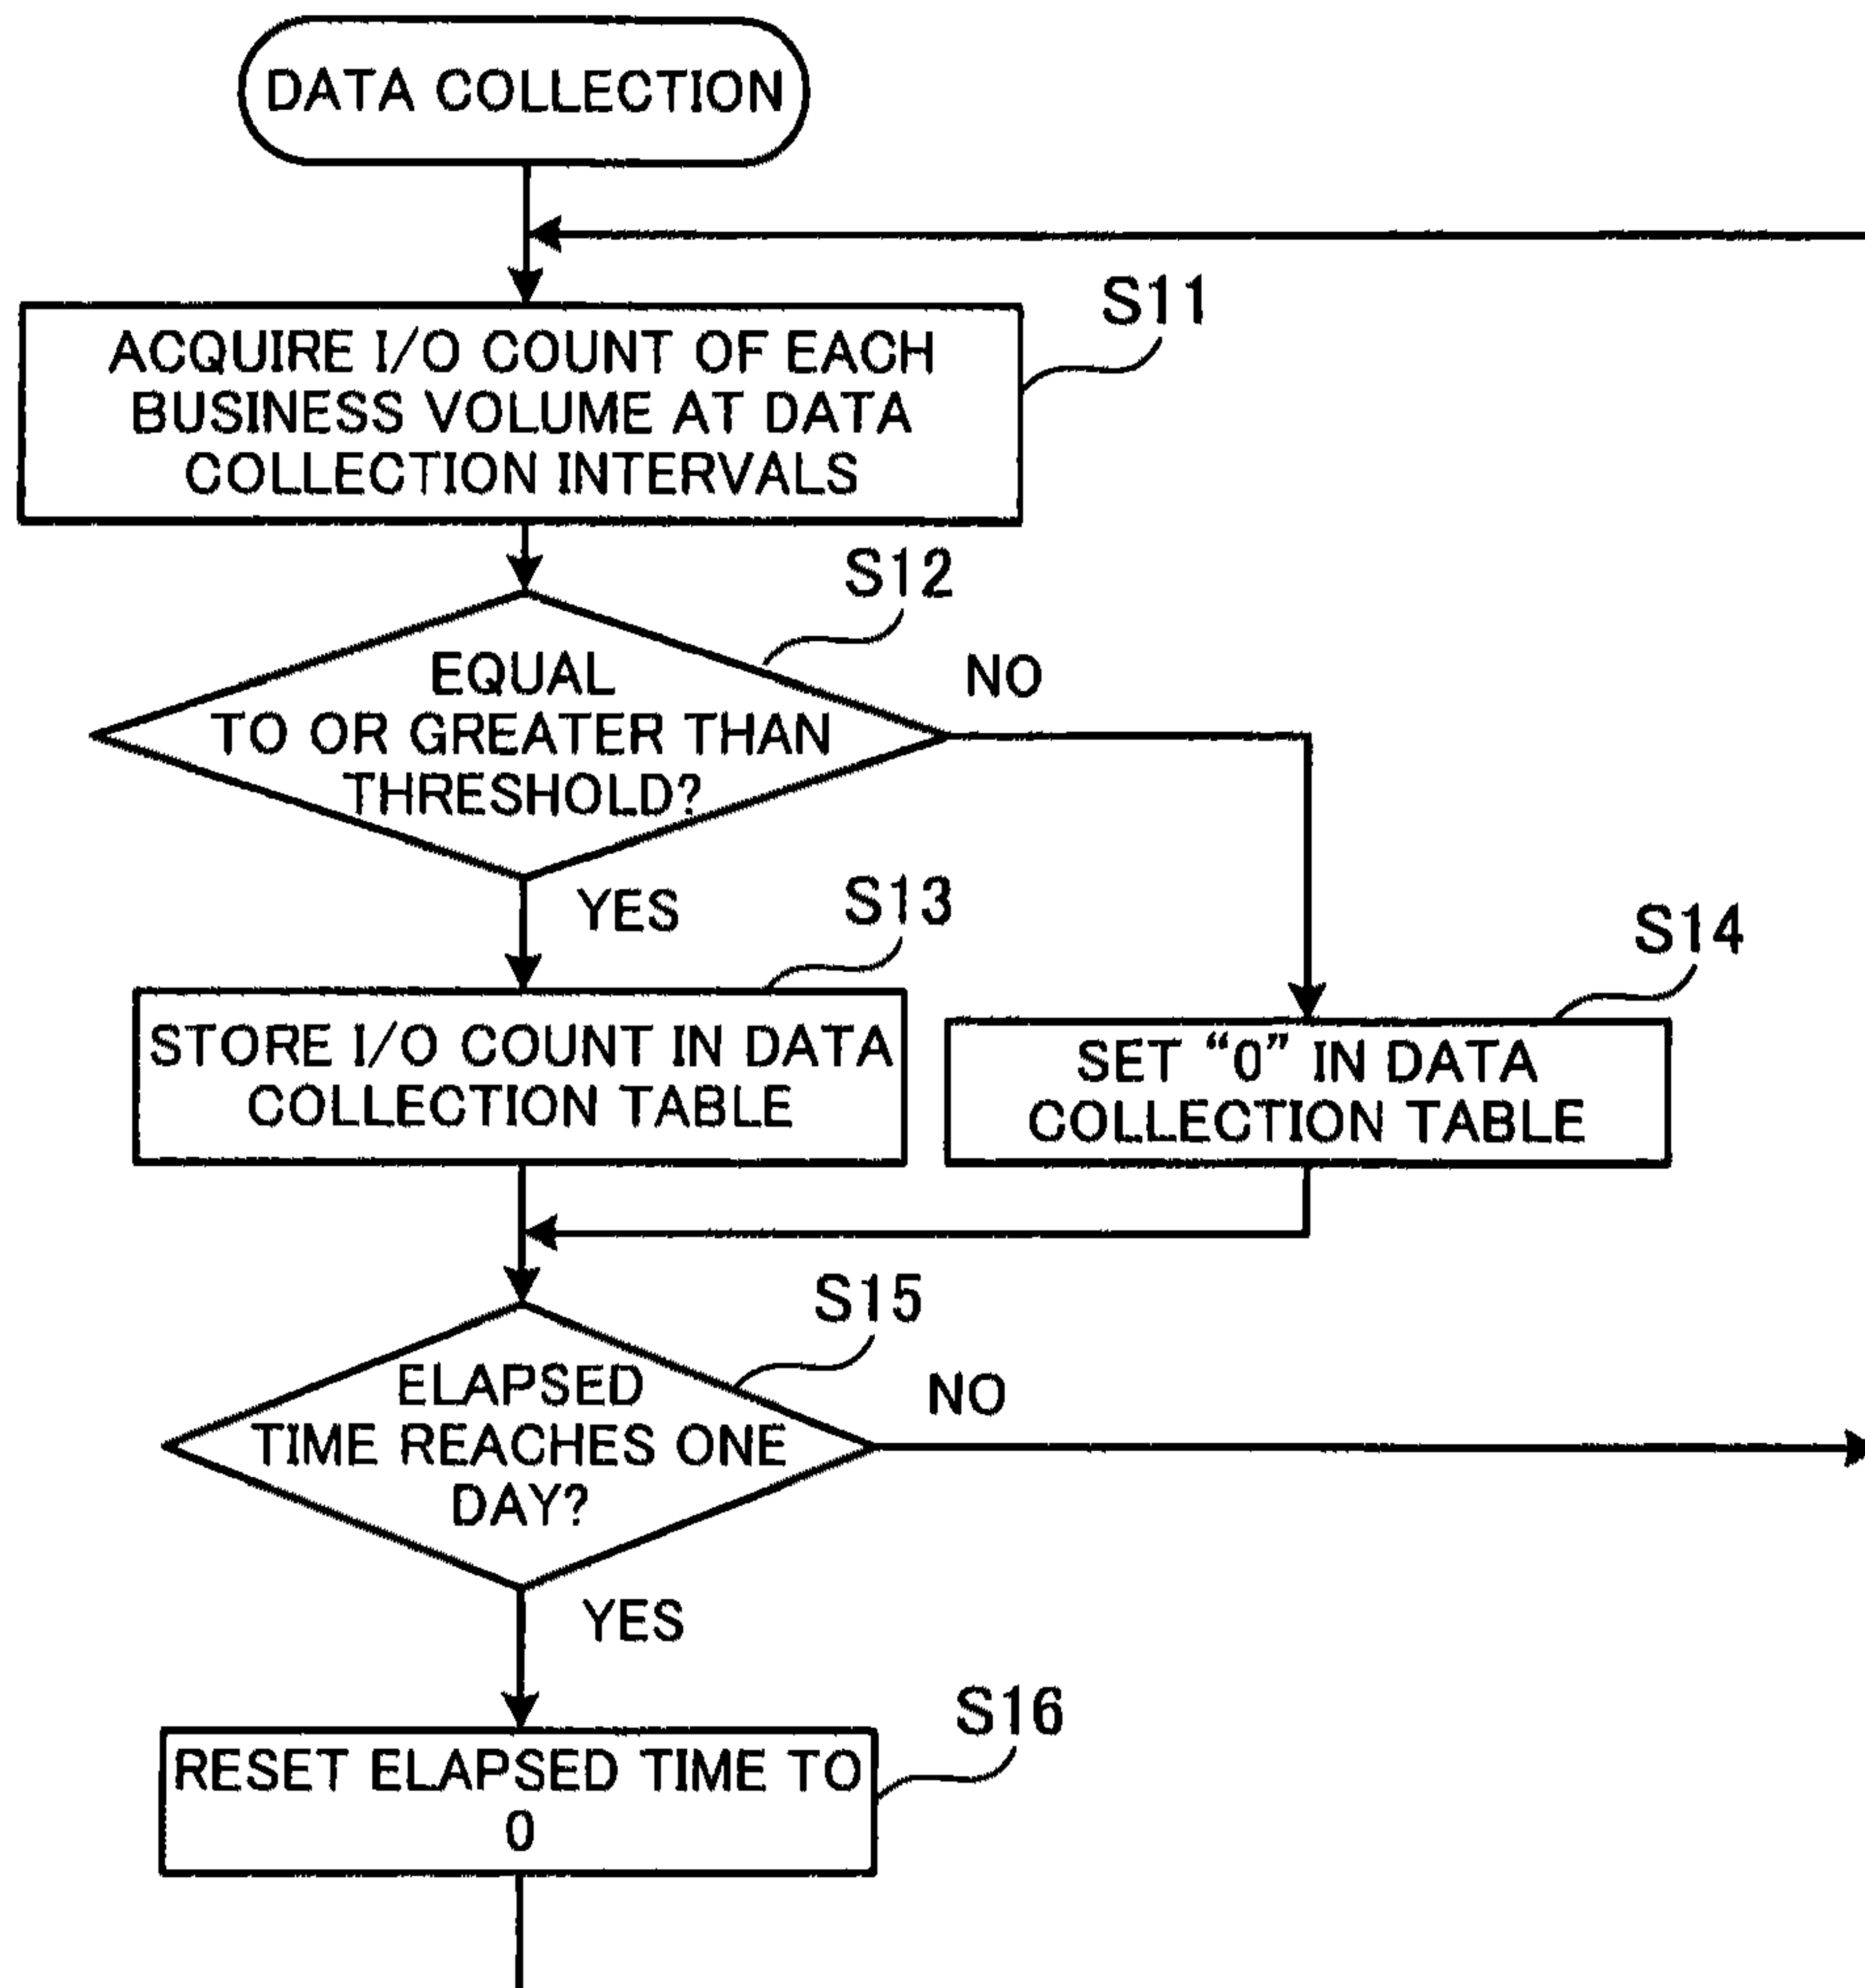 DATA COLLECTION
S11
ACQUIRE I/O COUNT OF EACH
BUSINESS VOLUME AT DATA
COLLECTION INTERVALS
S12
EQUAL
TO OR GREATER THAN
THRESHOLD?
NO
YES
S13
STORE I/O COUNT IN DATA
COLLECTION TABLE
S14
SET “0” IN DATA
COLLECTION TABLE
S15
ELAPSED
TIME REACHES ONE
DAY?
NO
YES
S16
RESET ELAPSED TIME TO
0